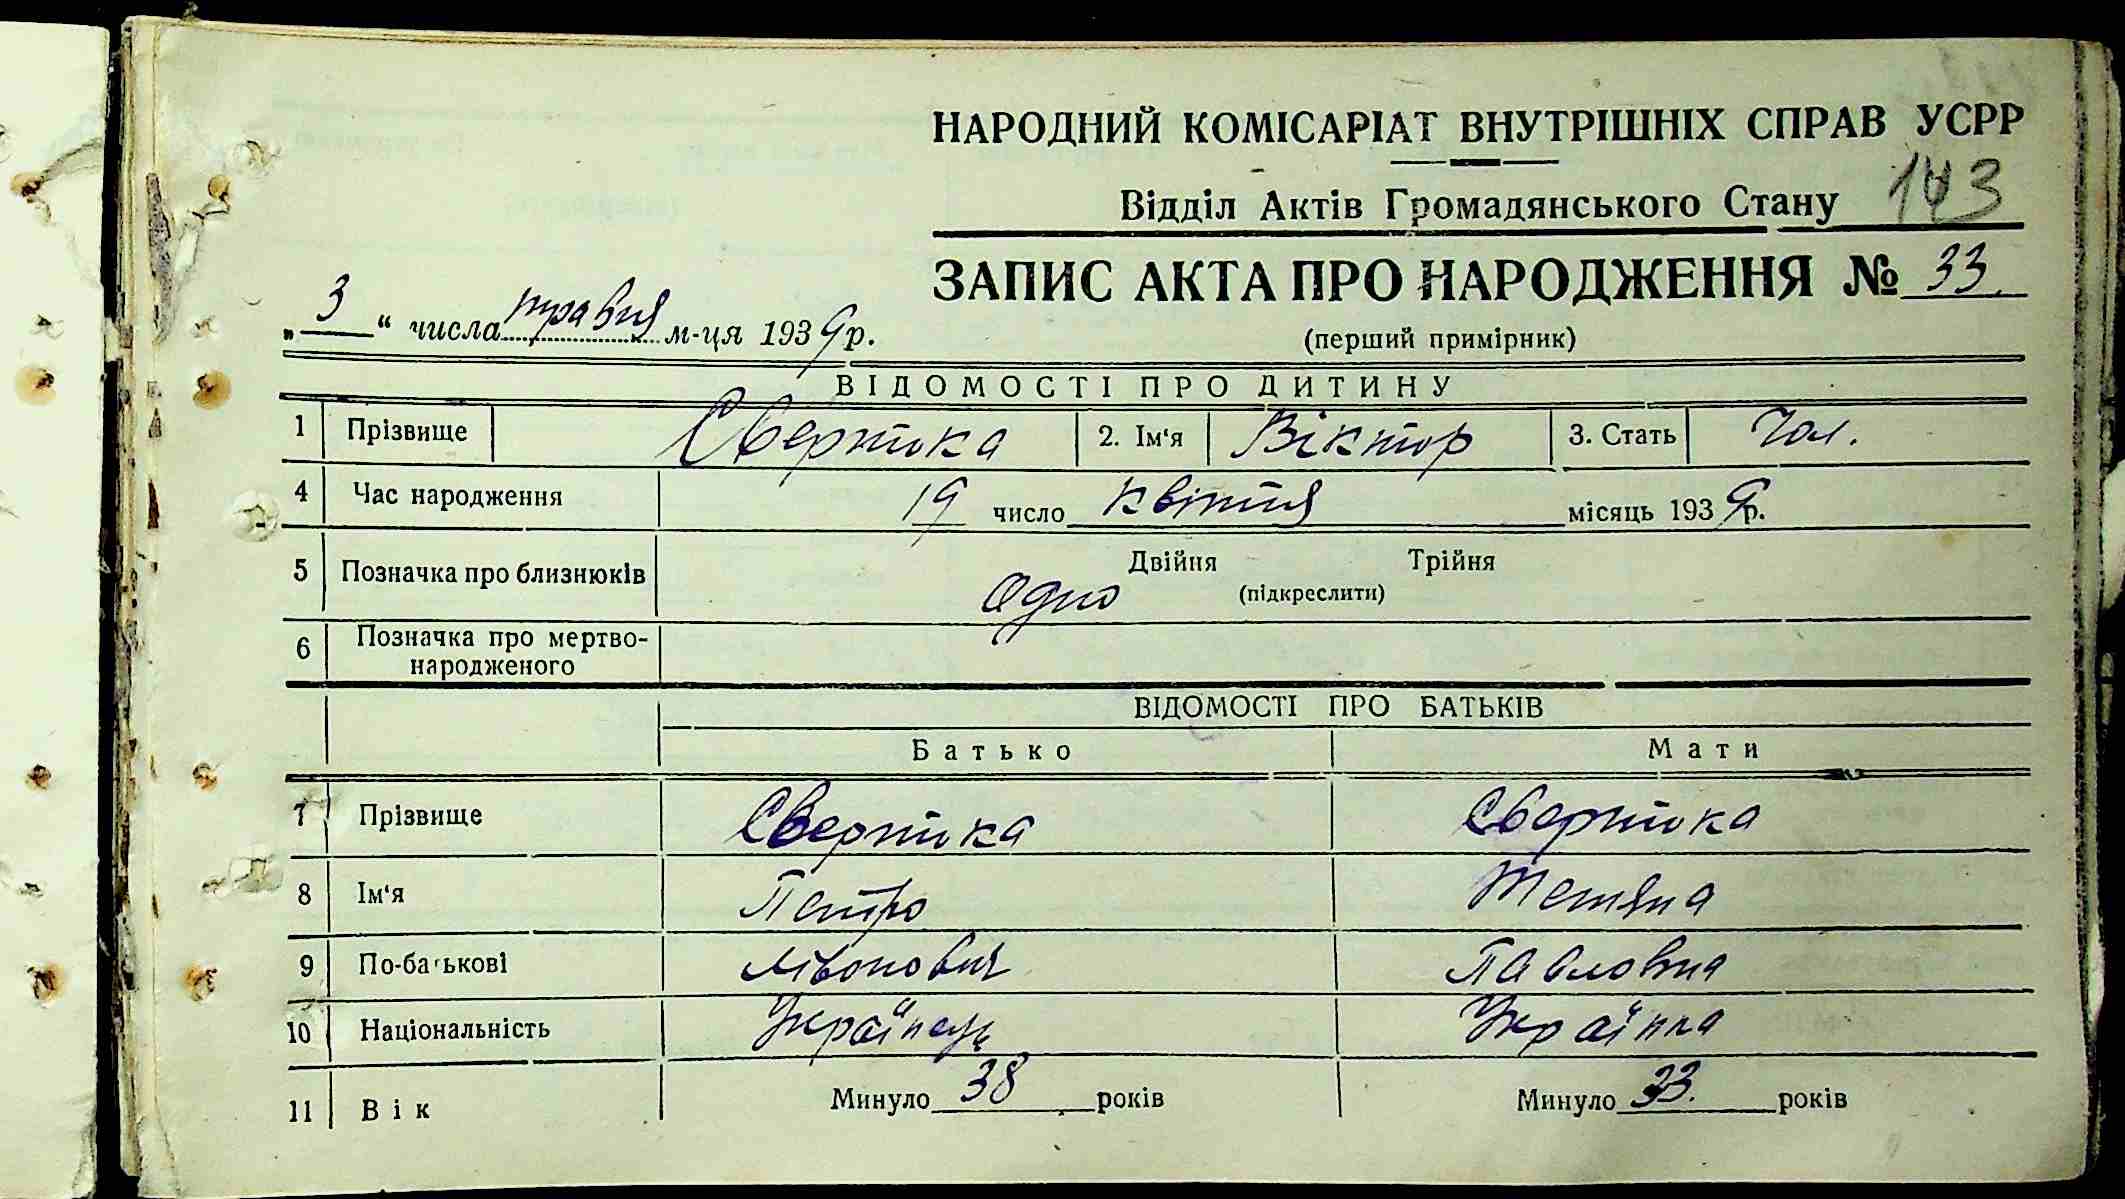 НАРОДНИЙ КОМІСАРІАТ ВНУТРІШНІХ СПРАВ УСРР
Відділ Актів Громадянського Стану 143
ЗАПИС АКТА ПРО НАРОДЖЕННЯ № 33.
„3“ числа травня м-ця 1939 р.
(перший примірник)
ВІДОМОСТІ ПРО ДИТИНУ
1 Прізвище Свертока 2. Ім‘я Віктор 3. Стать Чол.
4 Час народження 19 число квітня місяць 1939 р.
5 Позначка про близнюків Двійня Трійня
одно (підкреслити)
6 Позначка про мертво-
народженого
ВІДОМОСТІ ПРО БАТЬКІВ
Батько Мати
7 Прізвище Свертока Свертока
8 Ім‘я Петро Тетяна
9 По-батькові Лівонович Павловна
10 Національність Українець Українка
11 Вік Минуло 38 років Минуло 33. років